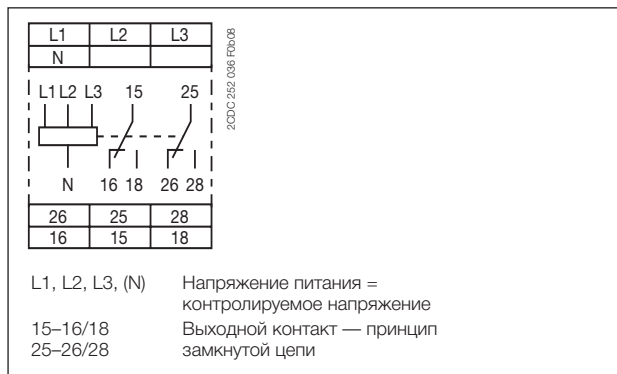 L1 L2 L3
N
2CDC 252 036 F0b08
L1 L2 L3 15 25
N 16 18 26 28
26 25 28
16 15 18
L1, L2, L3, (N) Напряжение питания =
контролируемое напряжение
15–16/18 Выходной контакт — принцип
25–26/28 замкнутой цепи